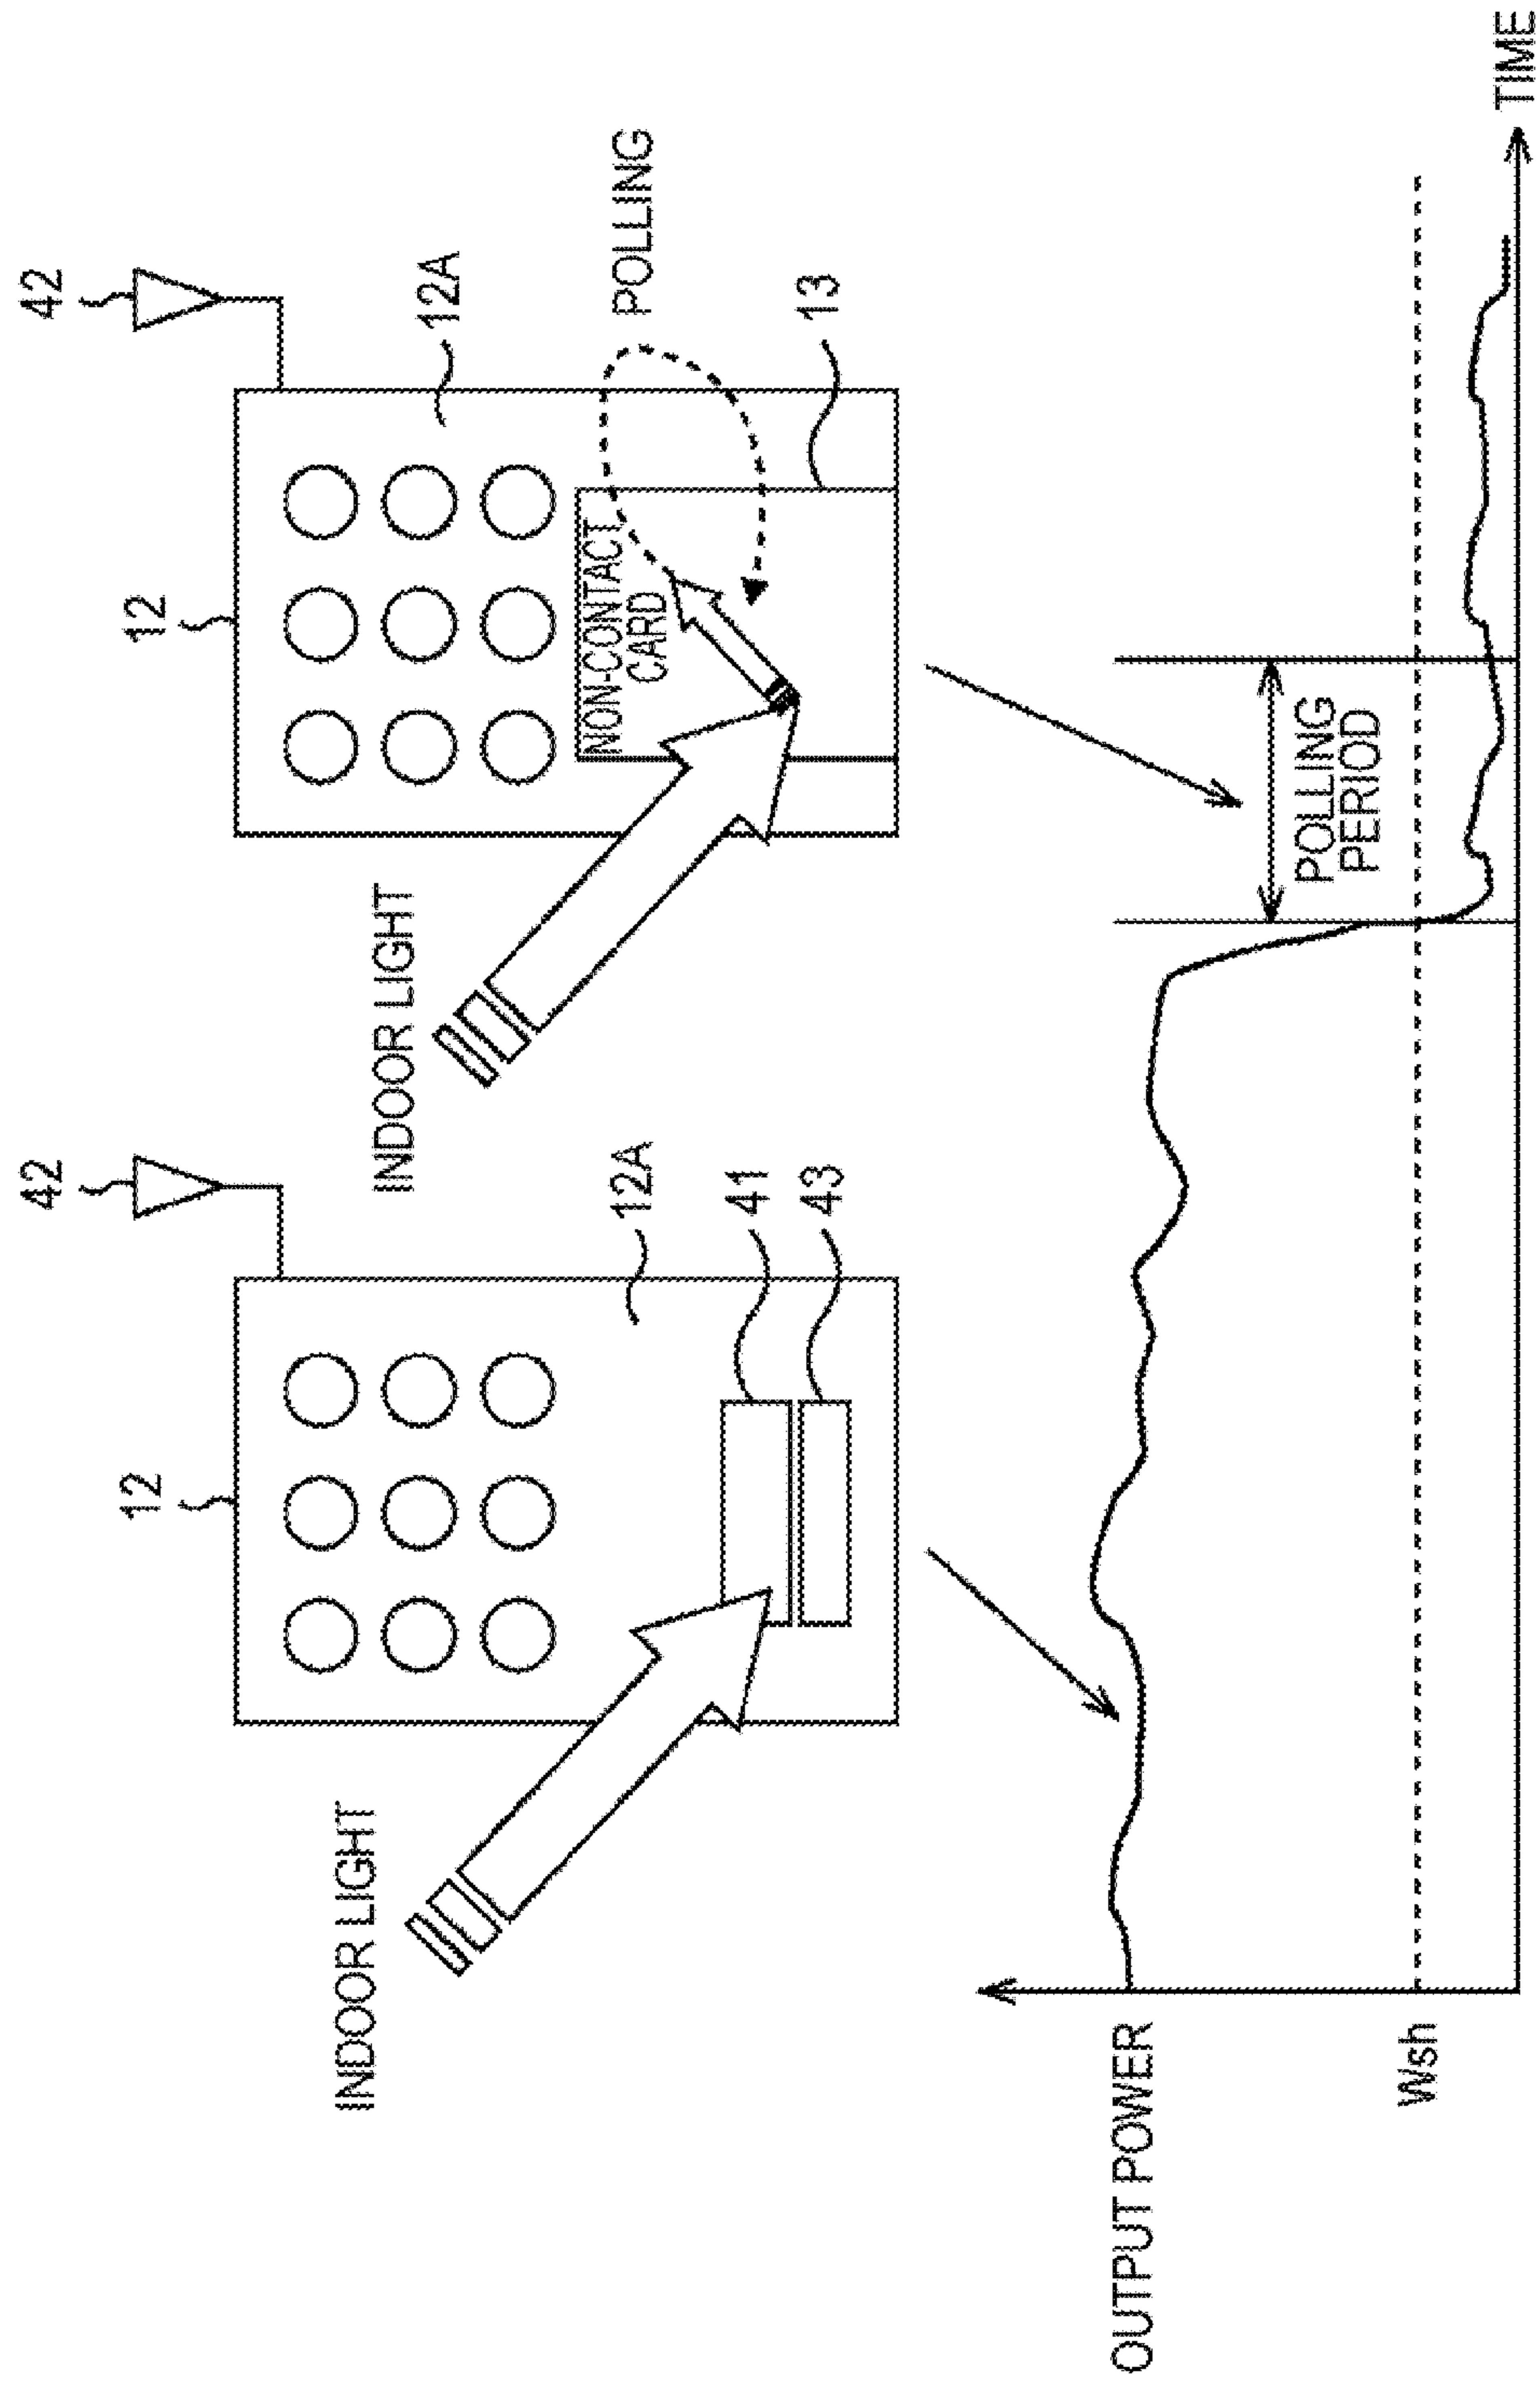 42
12
12A
INDOOR LIGHT
41
43
42
12
12A
INDOOR LIGHT
NON-CONTACT
CARD
POLLING
13
OUTPUT POWER
Wsh
POLLING
PERIOD
TIME